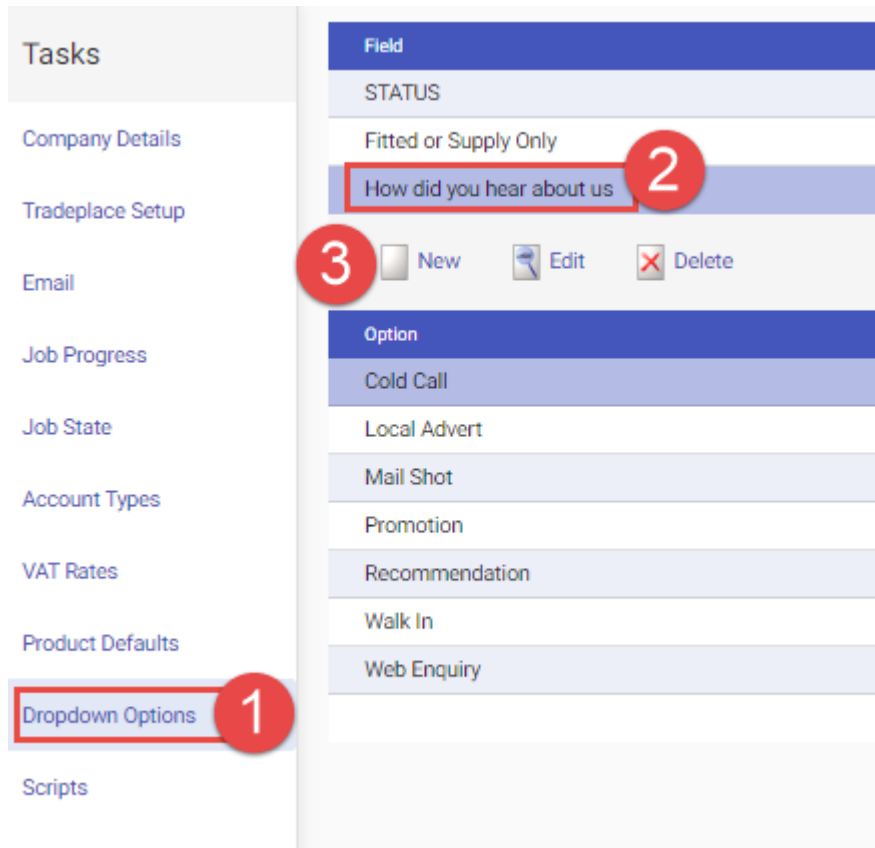 Tasks
Company Details
Tradeplace Setup
Email
Job Progress
Job State
Account Types
VAT Rates
Product Defaults
Dropdown Options
1
Scripts
Field
STATUS
Fitted or Supply Only
How did you hear about us
2
3
New Edit Delete
Option
Cold Call
Local Advert
Mail Shot
Promotion
Recommendation
Walk In
Web Enquiry